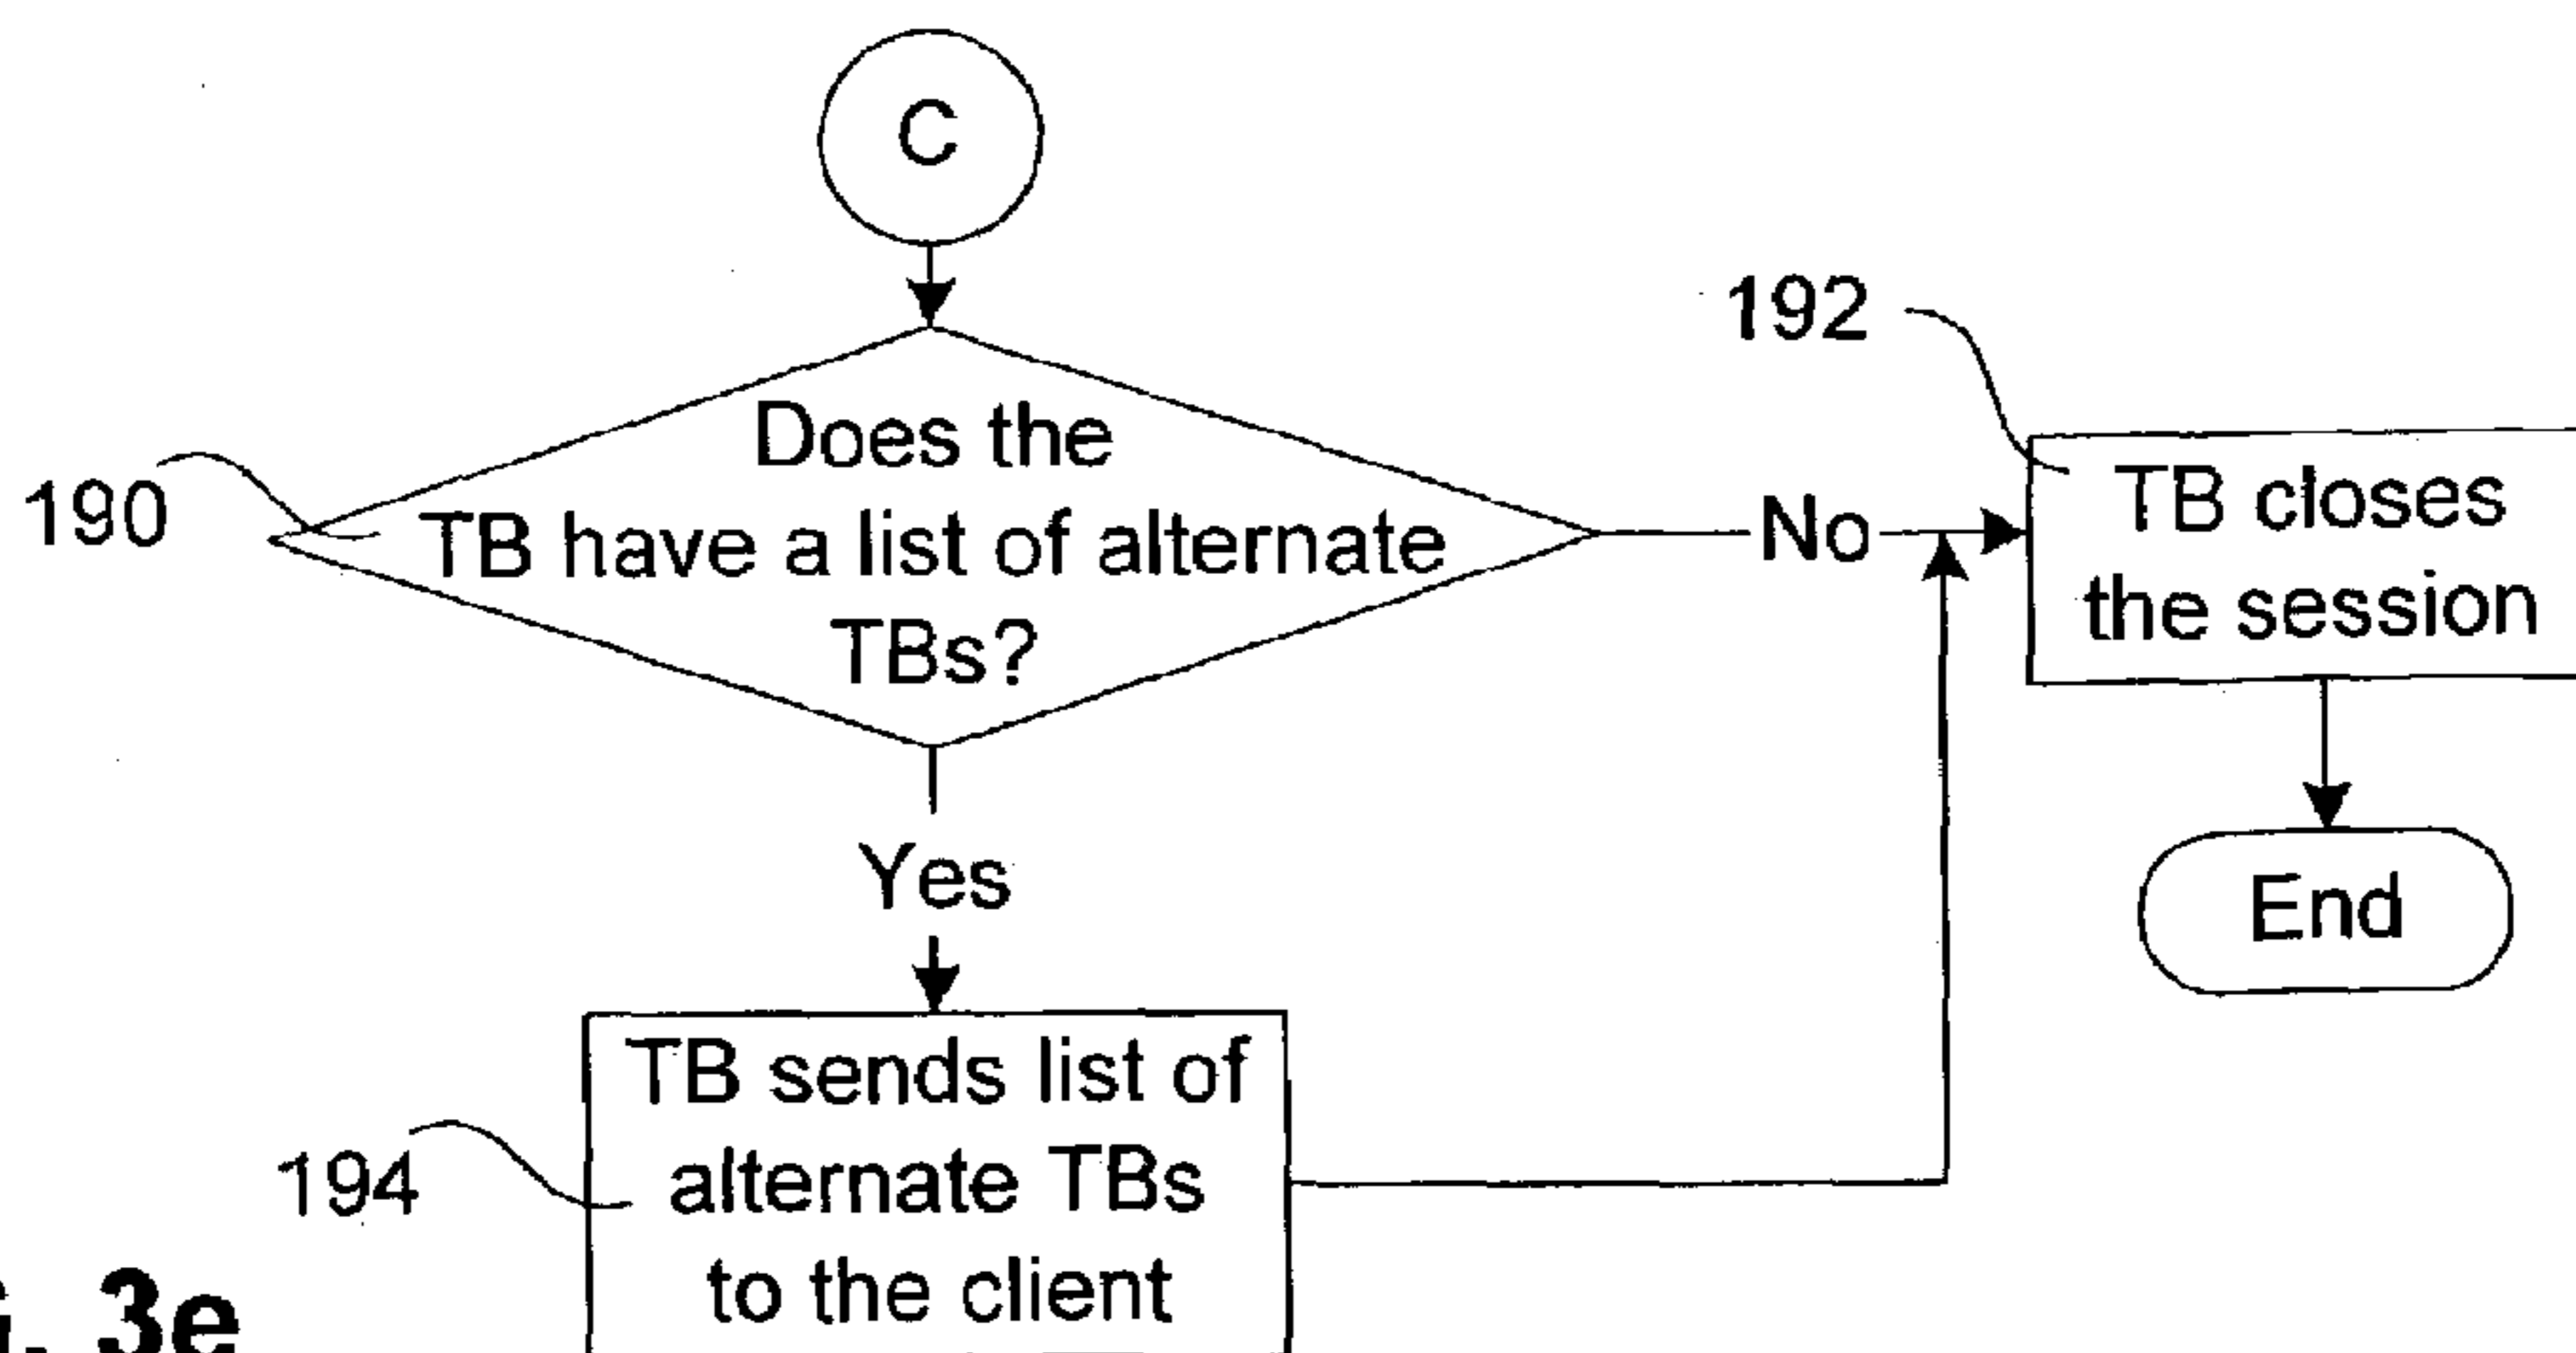 C
192
Does the
TB have a list of alternate
TBs?
190
No
TB closes
the session
Yes
End
TB sends list of
alternate TBs
to the client
194
3e